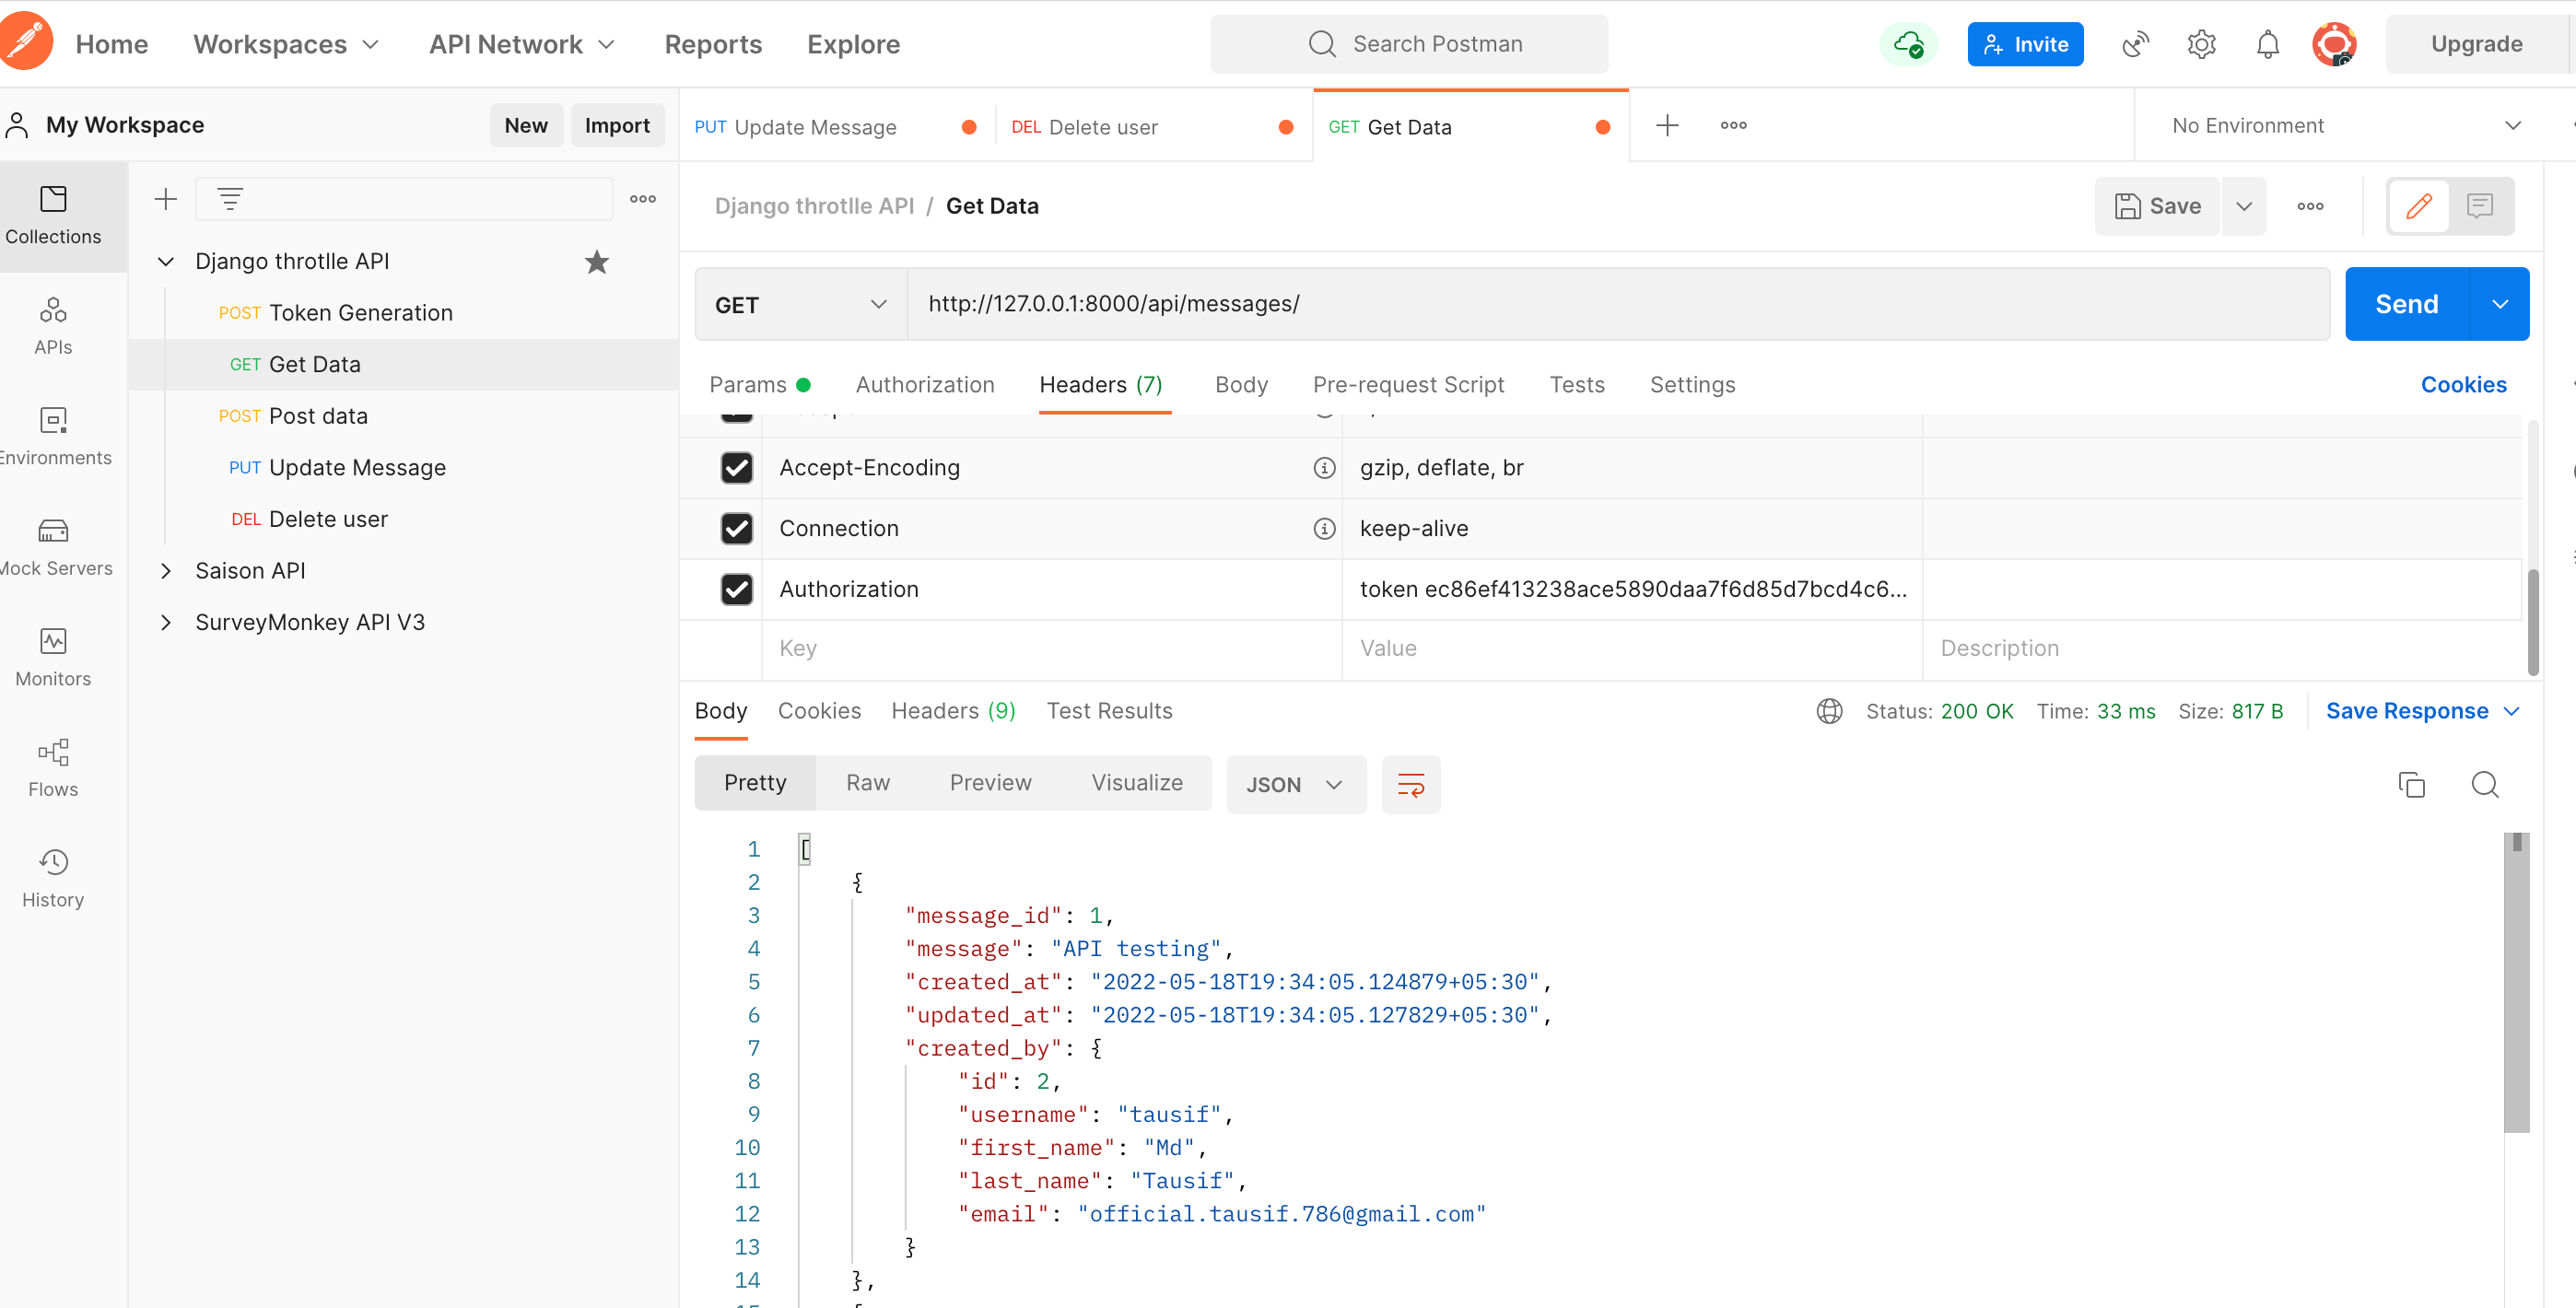 Home Workspaces API Network Reports Explore Search Postman Invite Upgrade
My Workspace New Import PUT Update Message DEL Delete user GET Get Data No Environment
Collections
APIs
Environments
Mock Servers
Monitors
Flows
History
Django throtlle API
POST Token Generation
GET Get Data
POST Post data
PUT Update Message
DEL Delete user
Saison API
SurveyMonkey API V3
Django throtlle API / Get Data Save
GET http://127.0.0.1:8000/api/messages/ Send
Params Authorization Headers (7) Body Pre-request Script Tests Settings Cookies
Accept-Encoding gzip, deflate, br
Connection keep-alive
Authorization token ec86ef413238ace5890daa7f6d85d7bcd4c6...
Key Value Description
Body Cookies Headers (9) Test Results Status: 200 OK Time: 33 ms Size: 817 B Save Response
Pretty Raw Preview Visualize JSON
1 [
2 {
3 "message_id": 1,
4 "message": "API testing",
5 "created_at": "2022-05-18T19:34:05.124879+05:30",
6 "updated_at": "2022-05-18T19:34:05.127829+05:30",
7 "created_by": {
8 "id": 2,
9 "username": "tausif",
10 "first_name": "Md",
11 "last_name": "Tausif",
12 "email": "official.tausif.786@gmail.com"
13 }
14 },